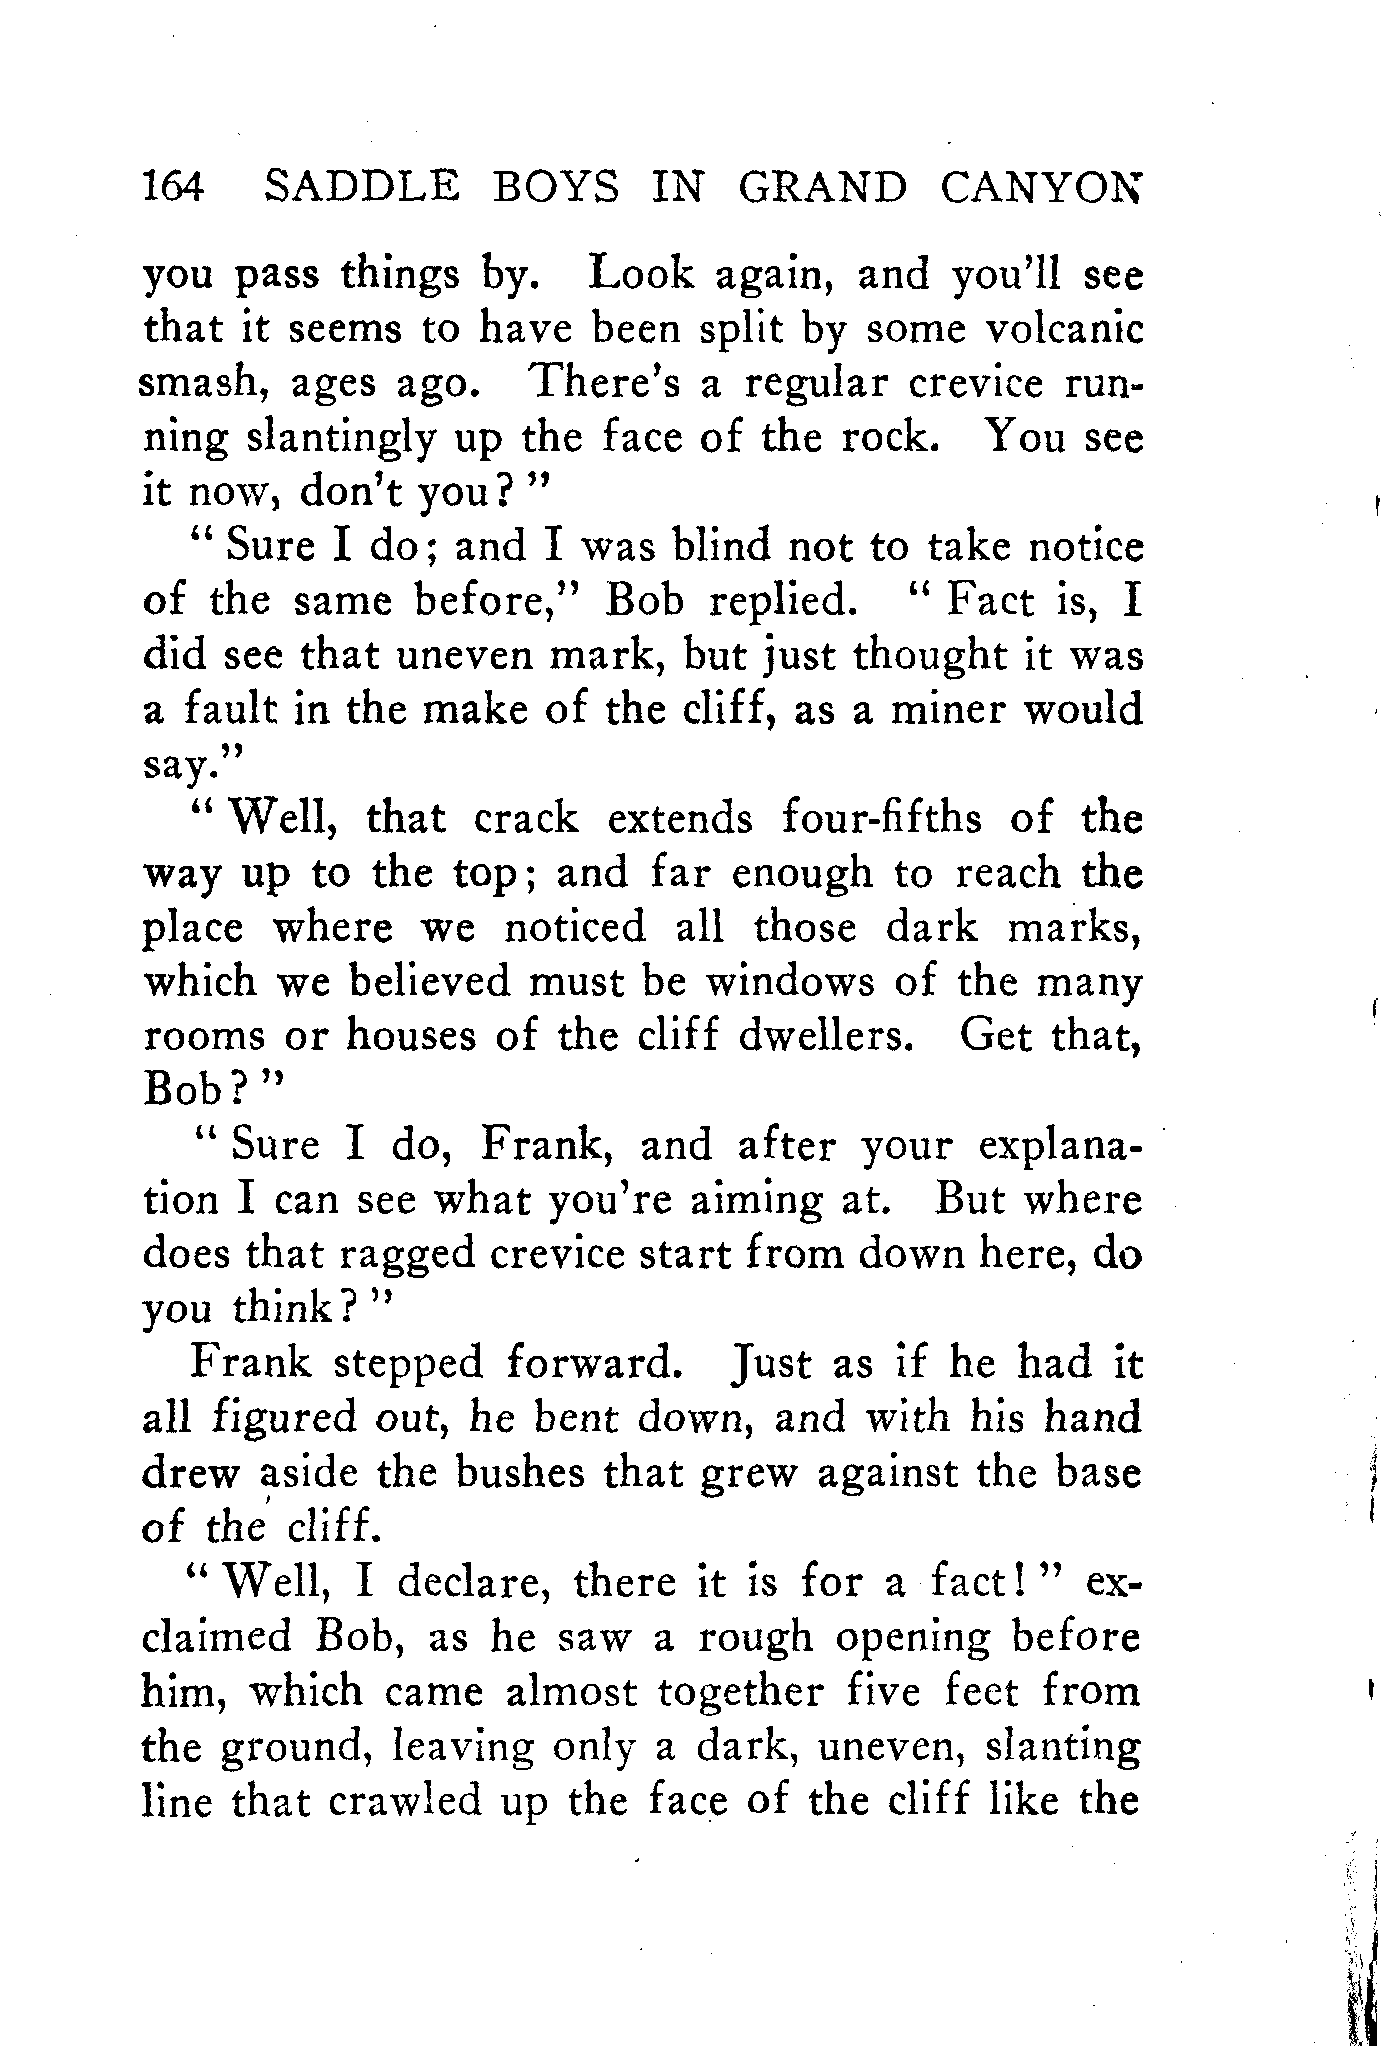 164 SADDLE BOYS IN GRAND CANYON
you pass things by. Look again, and you'll see
that it seems to have been split by some volcanic
smash, ages ago. There's a regular crevice run-
ning slantingly up the face of the rock. You see
it now, don't you? "
" Sure I do; and I was blind not to take notice
of the same before," Bob replied. " Fact is, I
did see that uneven mark, but just thought it was
a fault in the make of the cliff, as a miner would
say."
" Well, that crack extends four-fifths of the
way up to the top; and far enough to reach the
place where we noticed all those dark marks,
which we believed must be windows of the many
rooms or houses of the cliff dwellers. Get that,
Bob? "
" Sure I do, Frank, and after your explana-
tion I can see what you're aiming at. But where
does that ragged crevice start from down here, do
you think? "
Frank stepped forward. Just as if he had it
all figured out, he bent down, and with his hand
drew aside the bushes that grew against the base
of the cliff.
" Well, I declare, there it is for a fact! " ex-
claimed Bob, as he saw a rough opening before
him, which came almost together five feet from
the ground, leaving only a dark, uneven, slanting
line that crawled up the face of the cliff like the